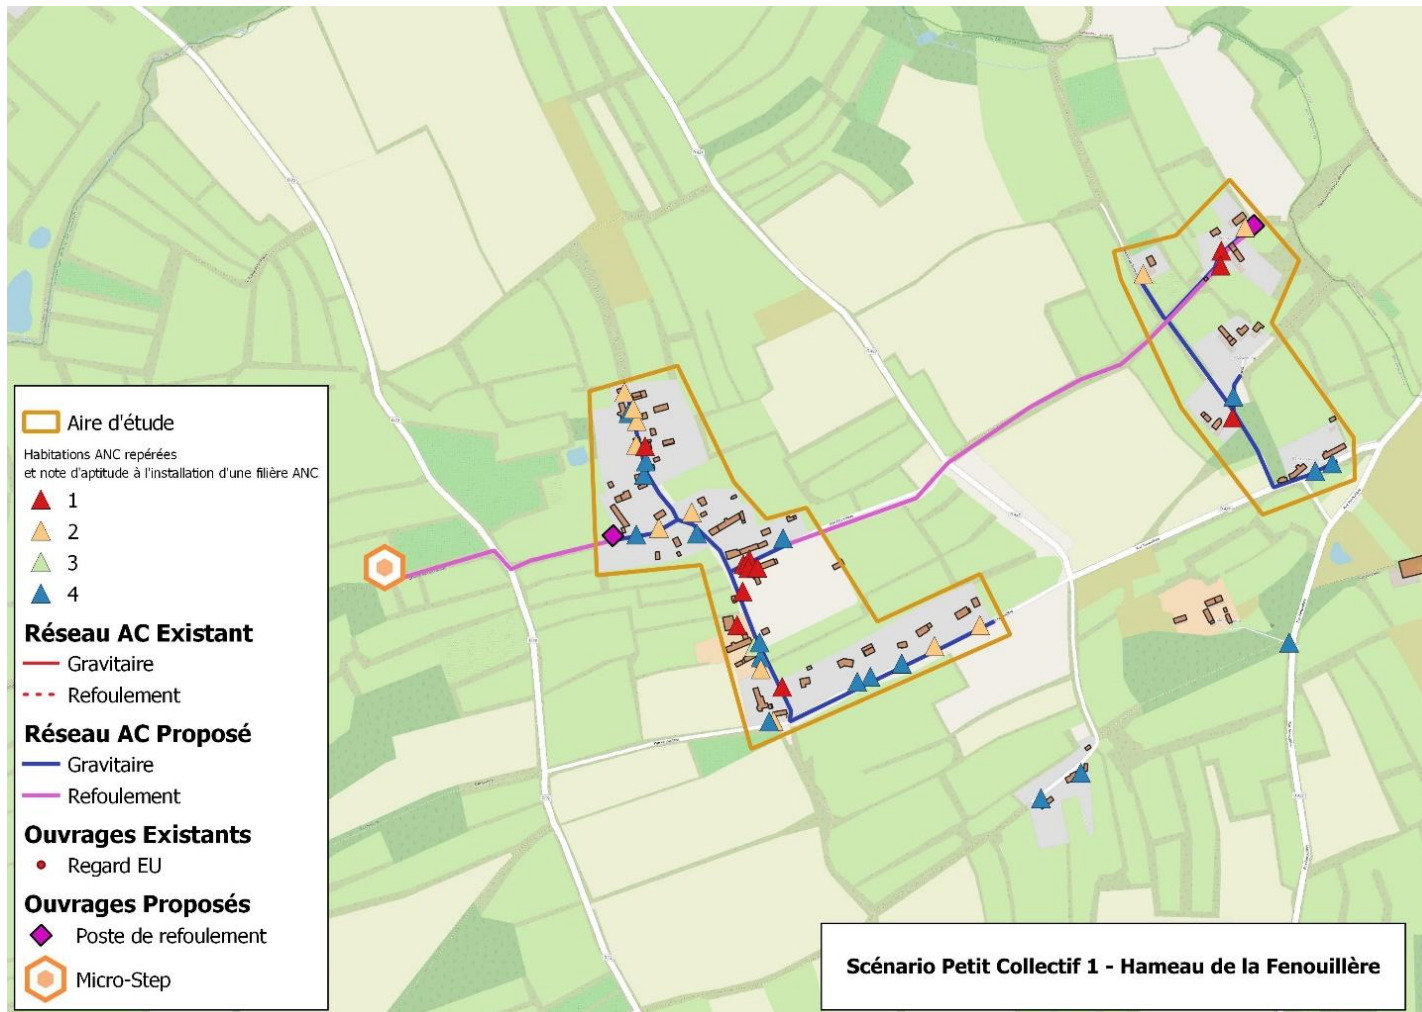 Aire d'étude
Habitations ANC repérées
et note d'aptitude à l'installation d'une filière ANC
1
2
3
4
Réseau AC Existant
Gravitaire
Refoulement
Réseau AC Proposé
Gravitaire
Refoulement
Ouvrages Existants
Regard EU
Ouvrages Proposés
Poste de refoulement
Micro-Step
Scénario Petit Collectif 1 - Hameau de la Fenouillère